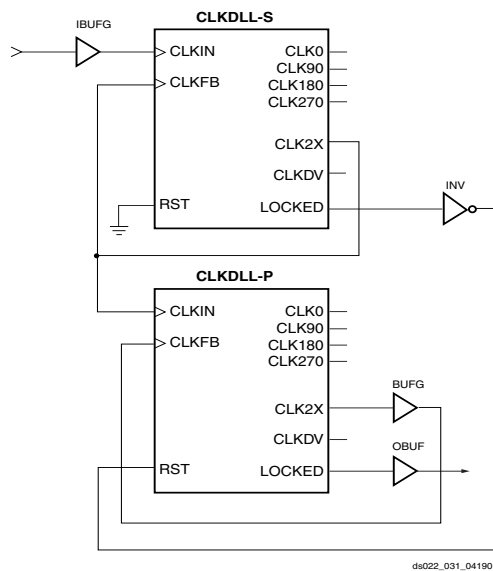 CLKDLL-S
IBUFG
CLKIN
CLKFB
RST
CLK0
CLK90
CLK180
CLK270
CLK2X
CLKDV
LOCKED
INV
CLKDLL-P
CLKIN
CLKFB
RST
CLK0
CLK90
CLK180
CLK270
CLK2X
CLKDV
LOCKED
BUFG
OBUF
ds022_031_04190